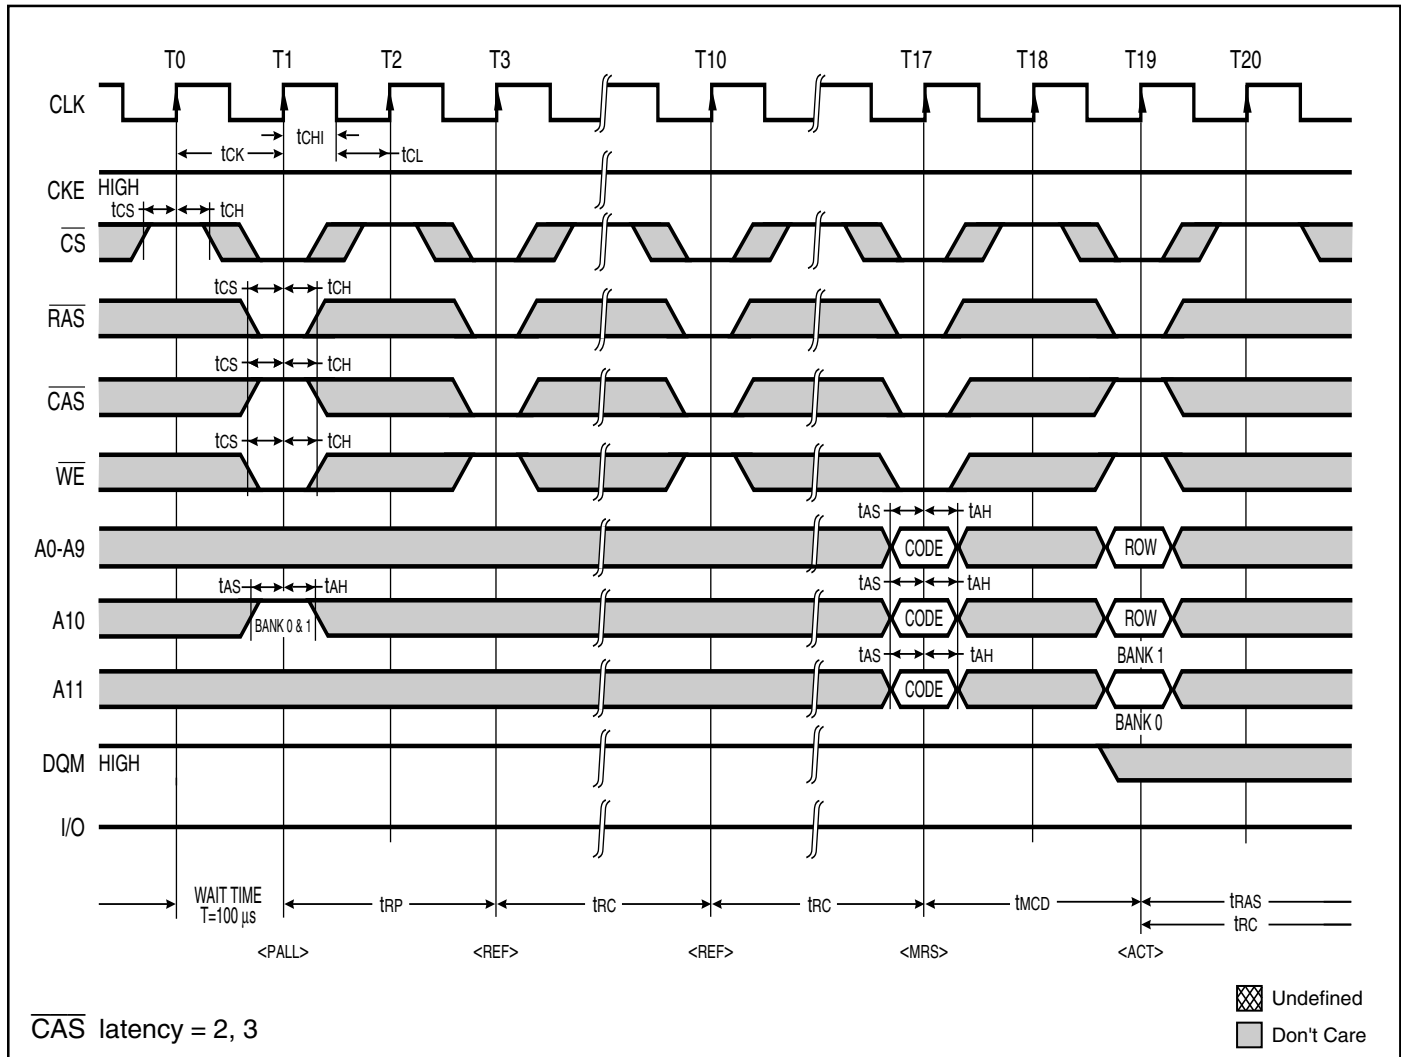 T0 T1 T2 T3 T10 T17 T18 T19 T20
CLK
tCHI
tCK tCL
CKE HIGH
tCS tCH
CS
tCS tCH
RAS
tCS tCH
CAS
tCS tCH
WE
tAS tAH
A0-A9 CODE ROW
tAS tAH tAS tAH
A10 BANK 0 & 1 CODE ROW
tAS tAH BANK 1
A11 CODE
BANK 0
DQM HIGH
I/O
WAIT TIME
T=100 µs
tRP tRC tRC tMCD tRAS
tRC
<PALL> <REF> <REF> <MRS> <ACT>
Undefined
CAS latency = 2, 3
Don't Care